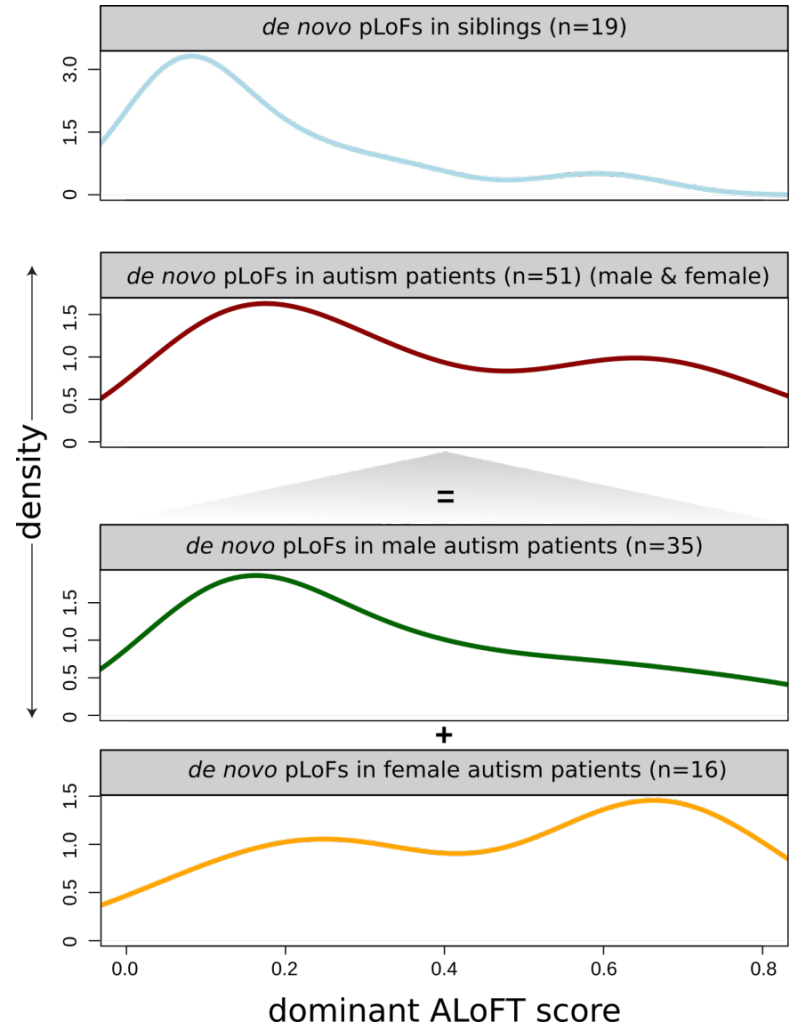 de novo pLoFs in siblings (n=19)
3.0
1.5
0
de novo pLoFs in autism patients (n=51) (male & female)
1.5
1.0
0.5
0
density
=
de novo pLoFs in male autism patients (n=35)
1.5
1.0
0.5
0
+
de novo pLoFs in female autism patients (n=16)
1.5
1.0
0.5
0
0.0 0.2 0.4 0.6 0.8
dominant ALoFT score